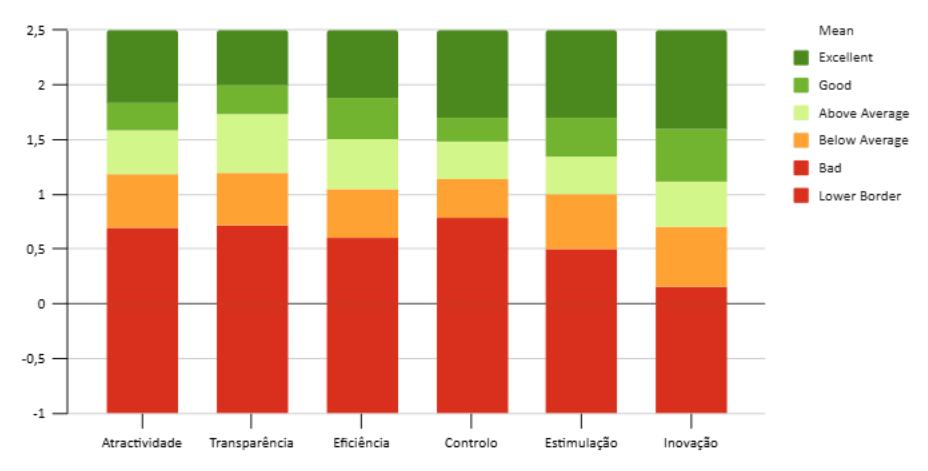 2,5
2
1,5
1
0,5
0
-0,5
-1
Atractividade
Transparência
Eficiência
Controlo
Estimulação
Inovação
Mean
Excellent
Good
Above Average
Below Average
Bad
Lower Border